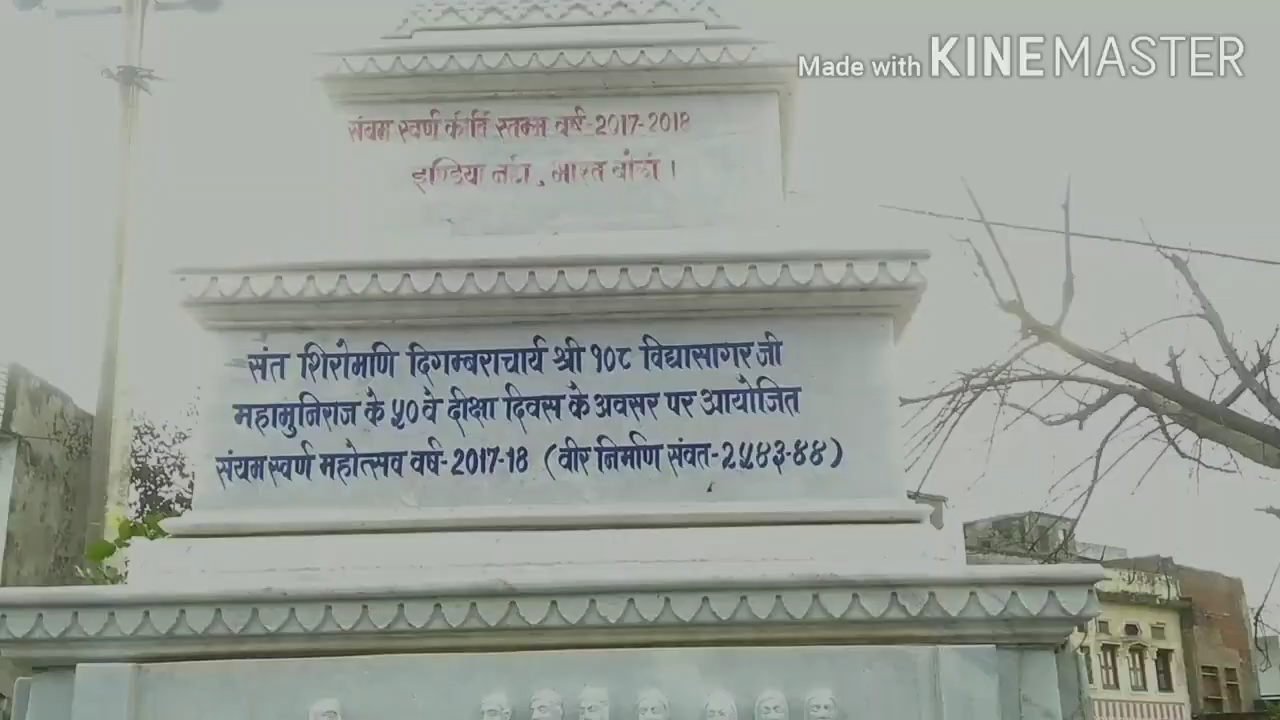 Made with KINEMASTER
संयम स्वर्ण कीर्ति स्तम्भ वर्ष-2017-2018
इण्डिया नहीं, भारत बोलो।
संत शिरोमणि दिगम्बराचार्य श्री १०८ विद्यासागर जी
महामुनिराज के ५० वे दीक्षा दिवस के अवसर पर आयोजित
संयम स्वर्ण महोत्सव वर्ष-2017-18 (वीर निर्माण संवत-२५४३-४४)